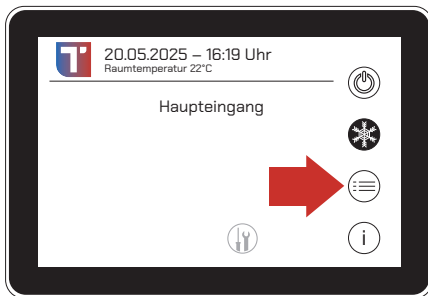 T
20.05.2025 – 16:19 Uhr
Raumtemperatur 22°C
Haupteingang
i